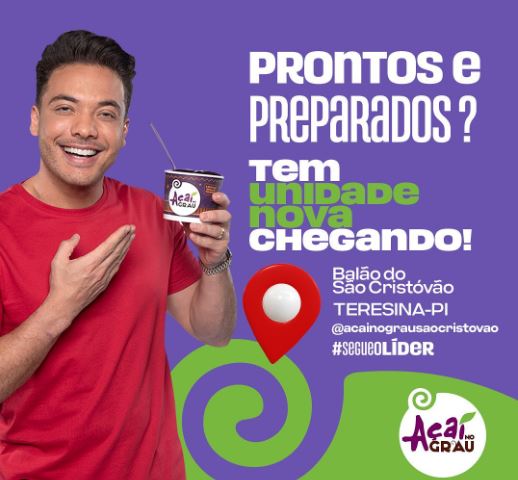 PRONTOS e
PREPARADOS?
Tem
unidade
nova
CHEGANDO!
Balão do
São Cristóvão
TERESINA-PI
@acainograusaocristovao
#segueoLÍDER
Açaí
NO
GRAU
Açaí
NO
GRAU